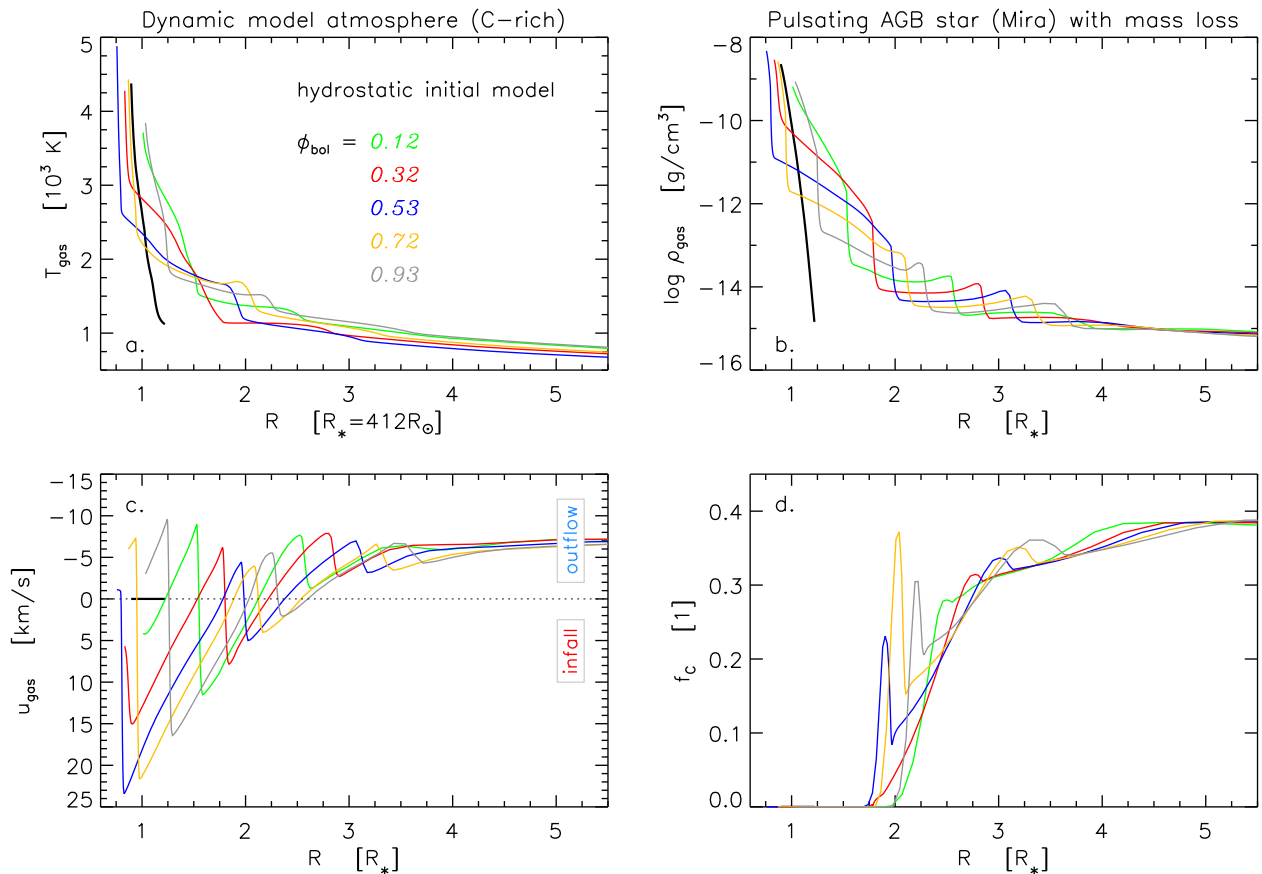 Dynamic model atmosphere (C-rich)
Pulsating AGB star (Mira) with mass loss
5
4
3
2
1
T_gas [10^3 K]
hydrostatic initial model
ϕ_bol = 0.12
0.32
0.53
0.72
0.93
a.
1 2 3 4 5
R [R_*=412R_⊙]
−8
−10
−12
−14
−16
log ρ_gas [g/cm^3]
b.
1 2 3 4 5
R [R_*]
−15
−10
−5
0
5
10
15
20
25
u_gas [km/s]
c.
outflow
infall
1 2 3 4 5
R [R_*]
0.4
0.3
0.2
0.1
0.0
f_c [1]
d.
1 2 3 4 5
R [R_*]